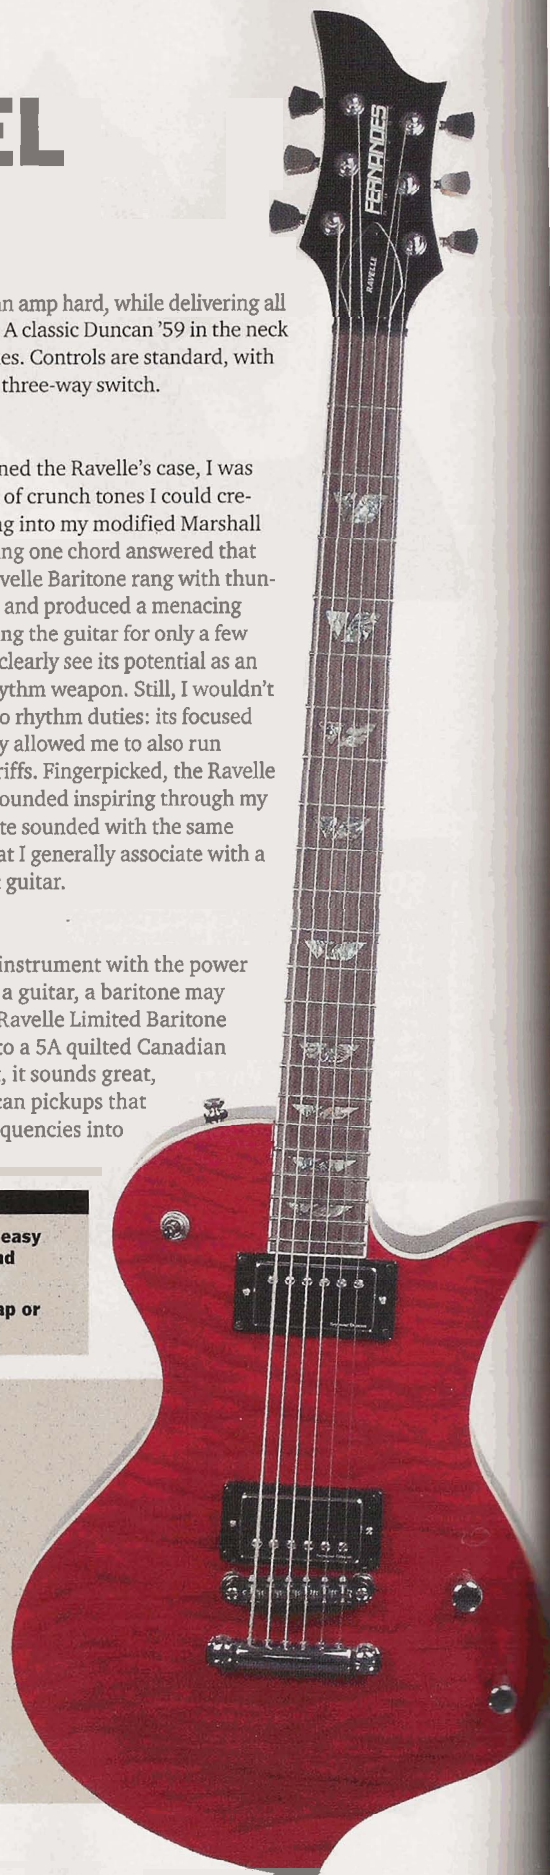 EL
FERNANDES
RAVELLE
n amp hard, while delivering all
A classic Duncan ’59 in the neck
es. Controls are standard, with
three-way switch.
ned the Ravelle’s case, I was
of crunch tones I could cre-
ng into my modified Marshall
ing one chord answered that
velle Baritone rang with thun-
and produced a menacing
ng the guitar for only a few
clearly see its potential as an
ythm weapon. Still, I wouldn’t
o rhythm duties: its focused
y allowed me to also run
riffs. Fingerpicked, the Ravelle
ounded inspiring through my
te sounded with the same
at I generally associate with a
guitar.
instrument with the power
a guitar, a baritone may
Ravelle Limited Baritone
to a 5A quilted Canadian
, it sounds great,
can pickups that
quencies into
easy
nd
ap or
Seymour Duncan
Seymour Duncan